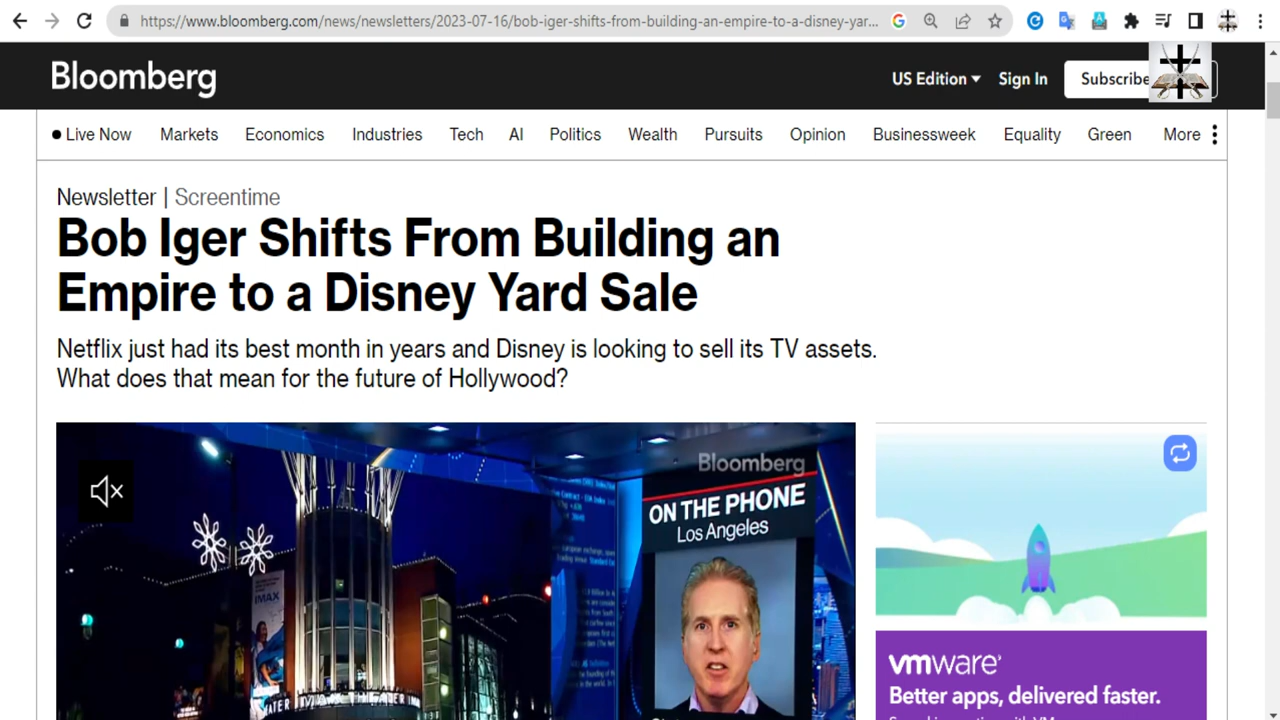 https://www.bloomberg.com/news/newsletters/2023-07-16/bob-iger-shifts-from-building-an-empire-to-a-disney-yar...
Bloomberg
US Edition
Sign In
Subscribe
Live Now
Markets
Economics
Industries
Tech
AI
Politics
Wealth
Pursuits
Opinion
Businessweek
Equality
Green
More
Newsletter | Screentime
Bob Iger Shifts From Building an
Empire to a Disney Yard Sale
Netflix just had its best month in years and Disney is looking to sell its TV assets.
What does that mean for the future of Hollywood?
Bloomberg
ON THE PHONE
Los Angeles
IMAX
vmware®
Better apps, delivered faster.